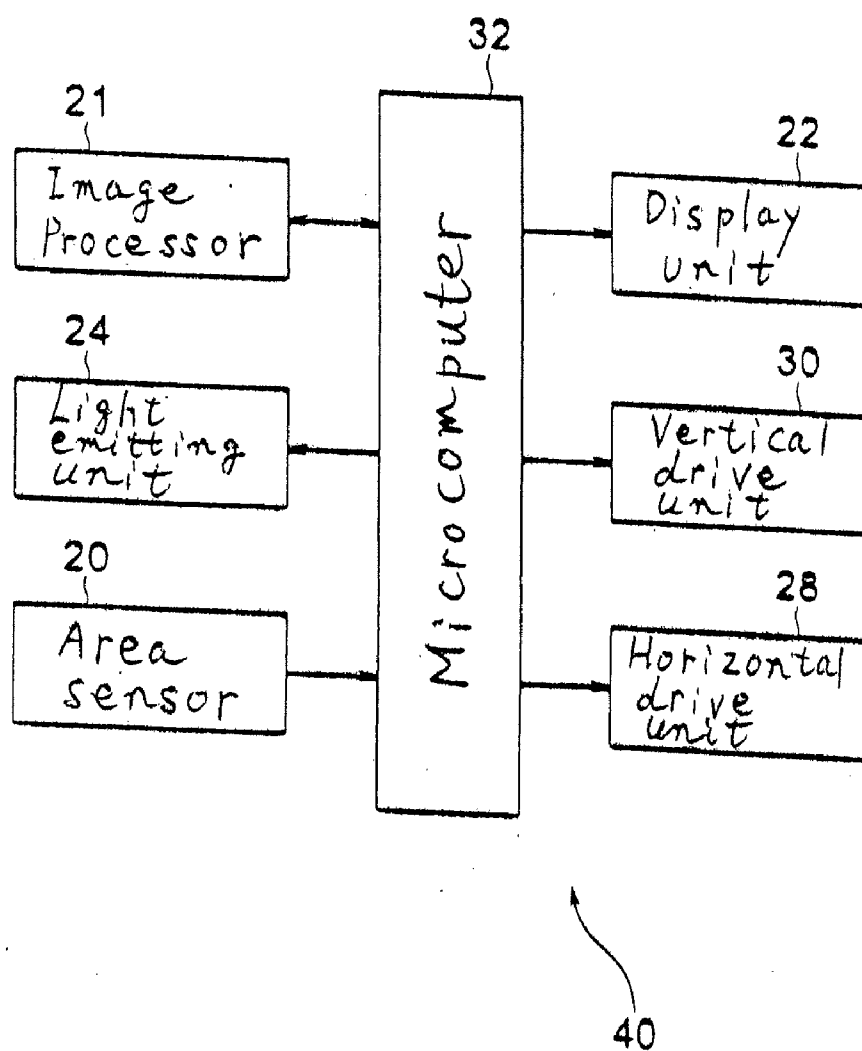 32
21
Image
Processor
24
Light
emitting
unit
20
Area
sensor
Microcomputer
22
Display
unit
30
Vertical
drive
unit
28
Horizontal
drive
unit
40